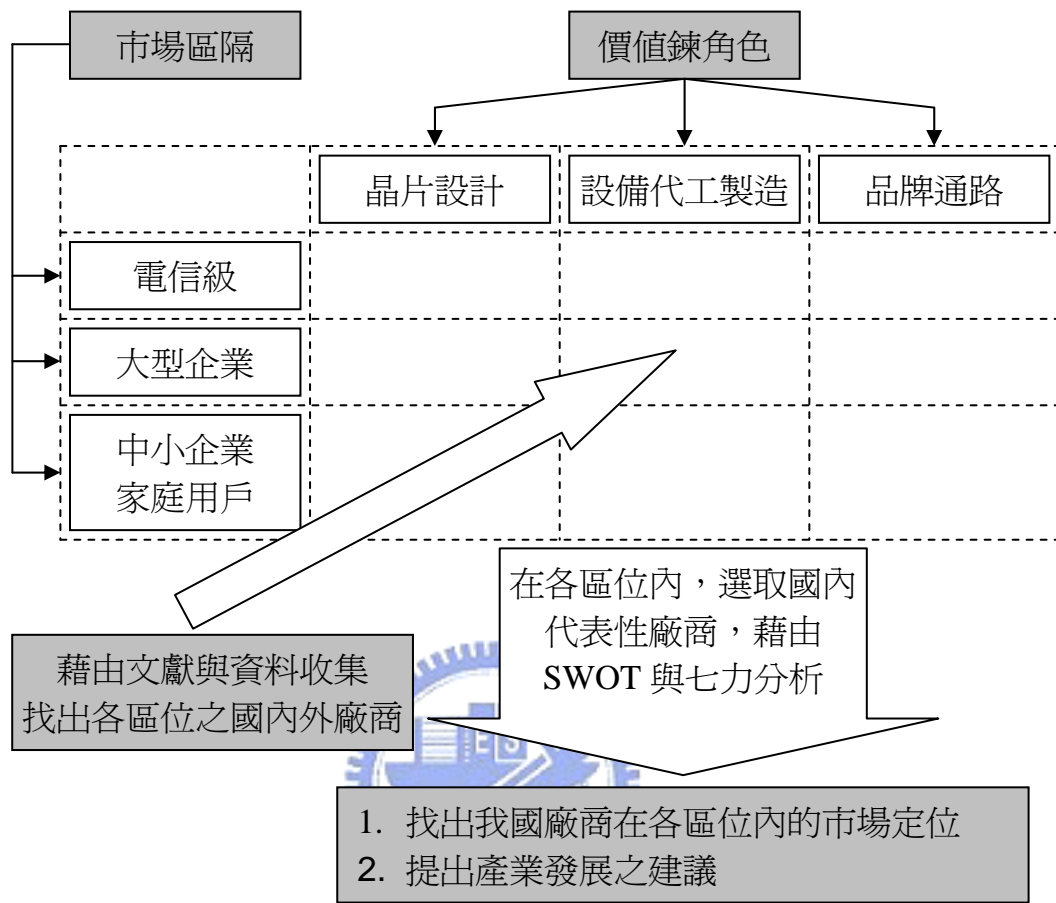 市場區隔
價值鍊角色
晶片設計
設備代工製造
品牌通路
電信級
大型企業
中小企業
家庭用戶
在各區位內，選取國內
代表性廠商，藉由
SWOT 與七力分析
藉由文獻與資料收集
找出各區位之國內外廠商
1. 找出我國廠商在各區位內的市場定位
2. 提出產業發展之建議